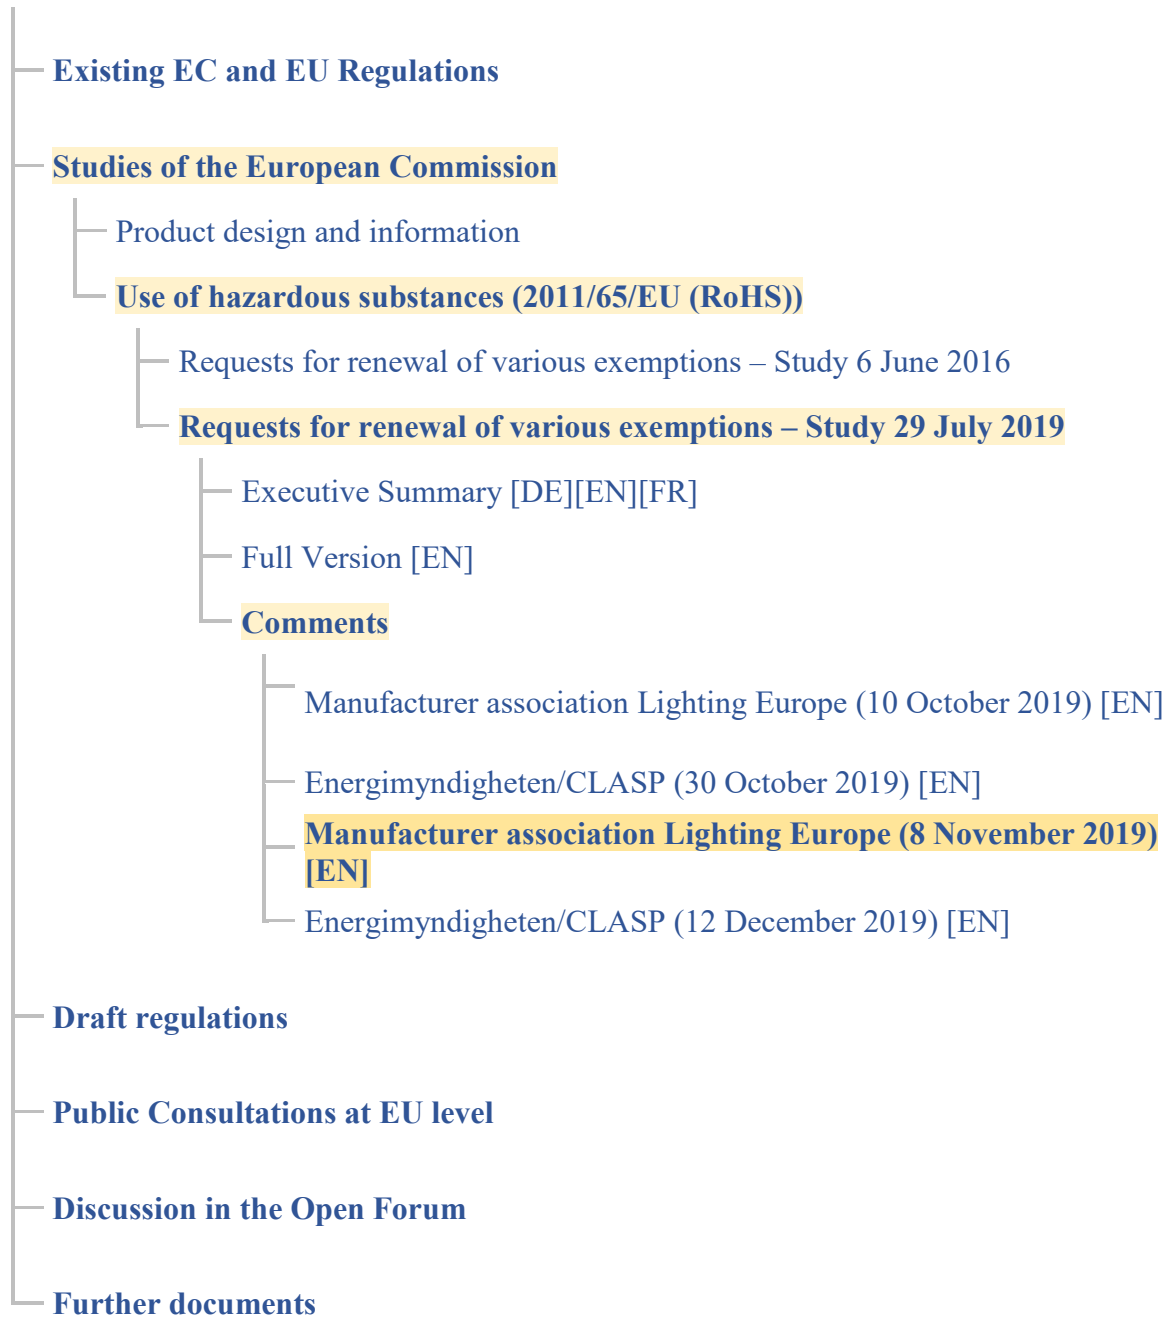 Existing EC and EU Regulations
Studies of the European Commission
Product design and information
Use of hazardous substances (2011/65/EU (RoHS))
Requests for renewal of various exemptions – Study 6 June 2016
Requests for renewal of various exemptions – Study 29 July 2019
Executive Summary [DE][EN][FR]
Full Version [EN]
Comments
Manufacturer association Lighting Europe (10 October 2019) [EN]
Energimyndigheten/CLASP (30 October 2019) [EN]
Manufacturer association Lighting Europe (8 November 2019)
[EN]
Energimyndigheten/CLASP (12 December 2019) [EN]
Draft regulations
Public Consultations at EU level
Discussion in the Open Forum
Further documents